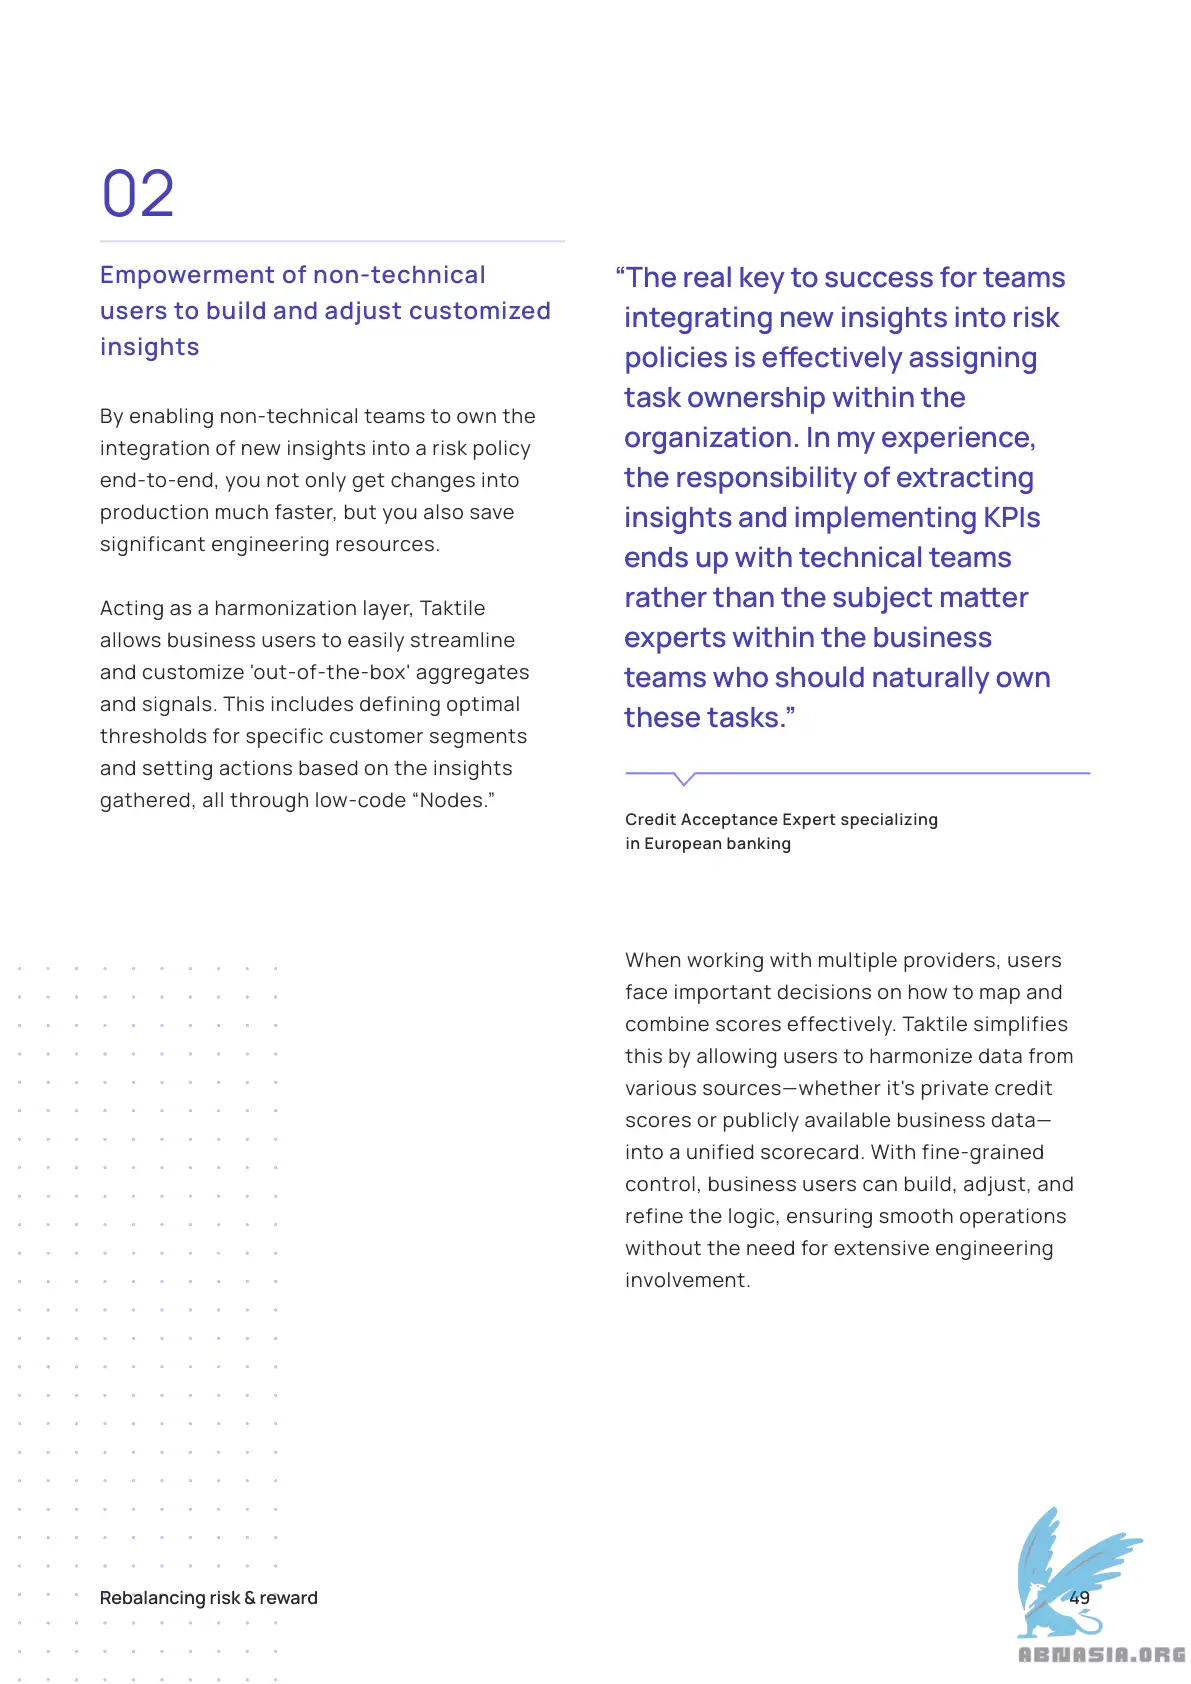 02
Empowerment of non-technical
users to build and adjust customized
insights
By enabling non-technical teams to own the
integration of new insights into a risk policy
end-to-end, you not only get changes into
production much faster, but you also save
significant engineering resources.
Acting as a harmonization layer, Taktile
allows business users to easily streamline
and customize 'out-of-the-box' aggregates
and signals. This includes defining optimal
thresholds for specific customer segments
and setting actions based on the insights
gathered, all through low-code “Nodes.”
“The real key to success for teams
integrating new insights into risk
policies is effectively assigning
task ownership within the
organization. In my experience,
the responsibility of extracting
insights and implementing KPIs
ends up with technical teams
rather than the subject matter
experts within the business
teams who should naturally own
these tasks.”
Credit Acceptance Expert specializing
in European banking
When working with multiple providers, users
face important decisions on how to map and
combine scores effectively. Taktile simplifies
this by allowing users to harmonize data from
various sources—whether it's private credit
scores or publicly available business data—
into a unified scorecard. With fine-grained
control, business users can build, adjust, and
refine the logic, ensuring smooth operations
without the need for extensive engineering
involvement.
Rebalancing risk & reward
49
ABNASIA.ORG